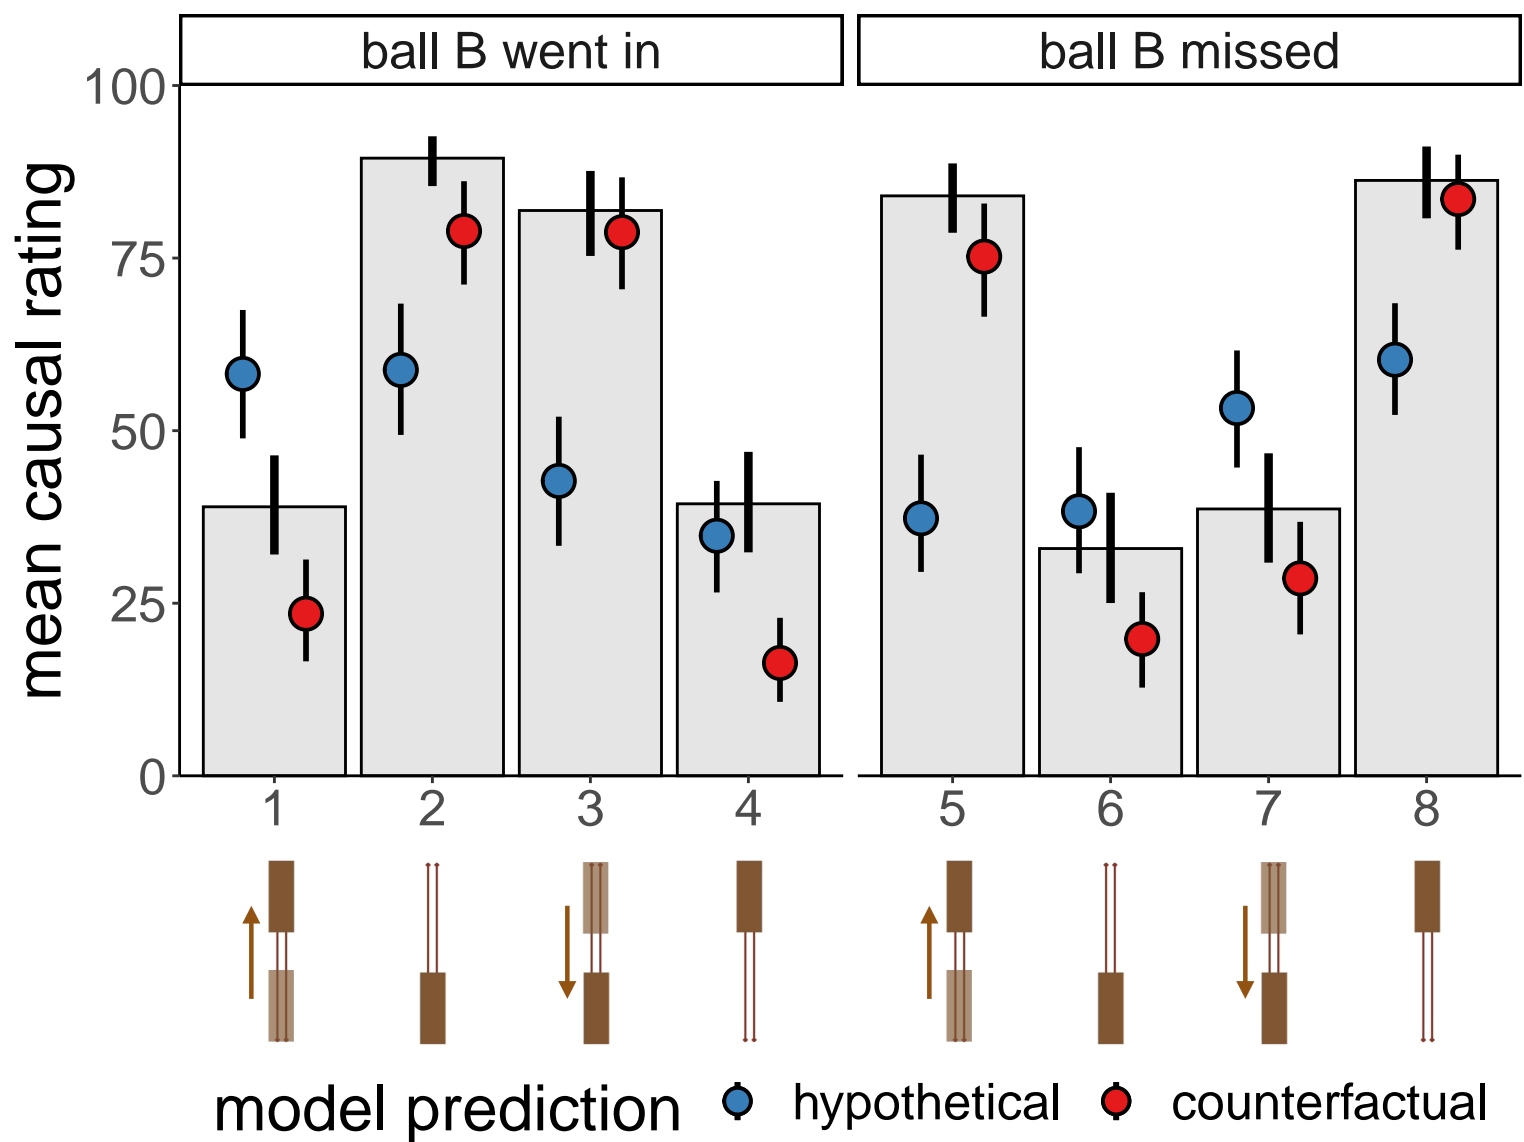 ball B went in
ball B missed
mean causal rating
100
75
50
25
0
1 2 3 4 5 6 7 8
model prediction hypothetical counterfactual